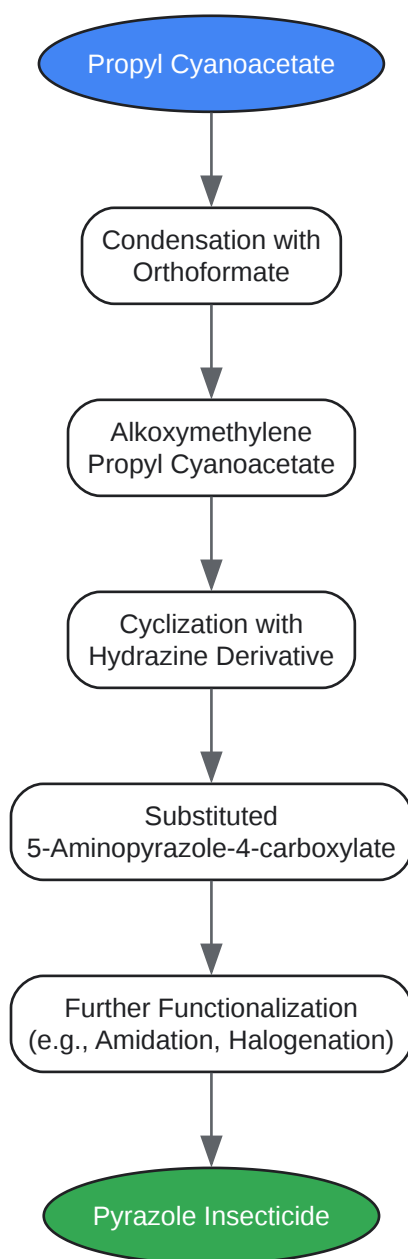 Propyl Cyanoacetate
Condensation with
Orthoformate
Alkoxymethylene
Propyl Cyanoacetate
Cyclization with
Hydrazine Derivative
Substituted
5-Aminopyrazole-4-carboxylate
Further Functionalization
(e.g., Amidation, Halogenation)
Pyrazole Insecticide